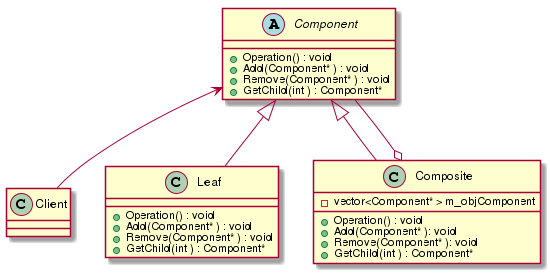 A Component
Operation() : void
Add(Component* ) : void
Remove(Component* ) : void
GetChild(int ) : Component*
C Client
C Leaf
Operation() : void
Add(Component* ) : void
Remove(Component* ) : void
GetChild(int ) : Component*
C Composite
vector<Component* > m_objComponent
Operation() : void
Add(Component*): void
Remove(Component*): void
GetChild(int ) : Component*